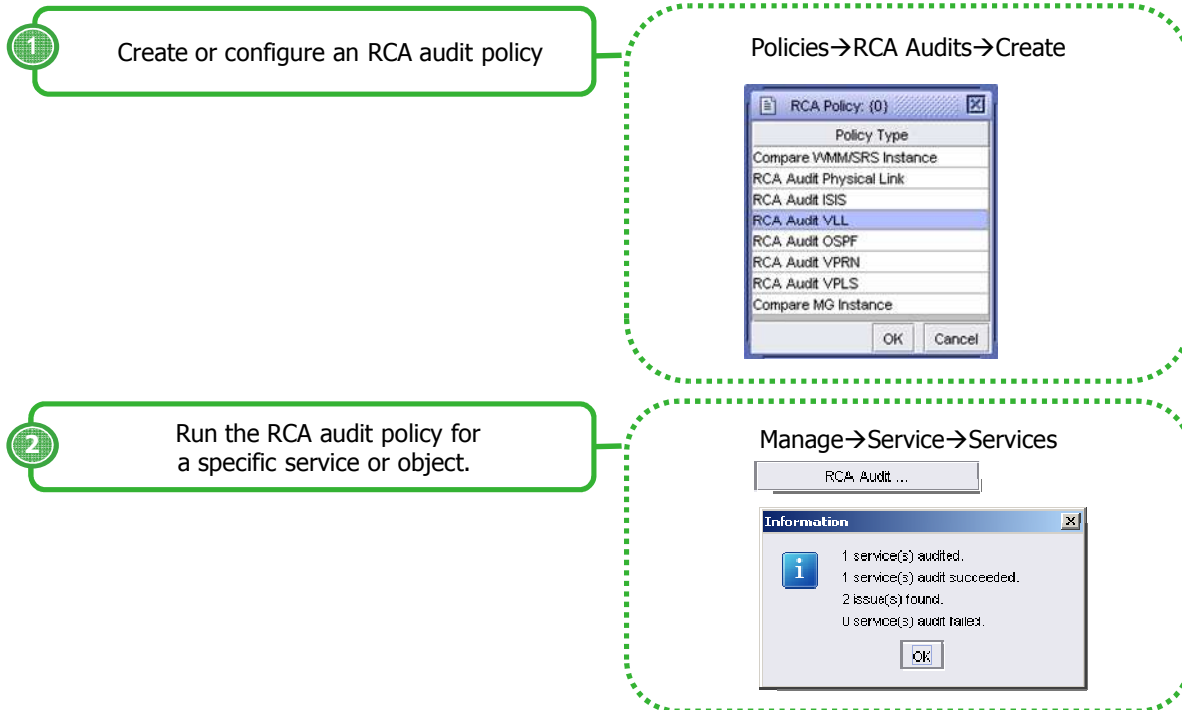 1
Create or configure an RCA audit policy
Policies→RCA Audits→Create
RCA Policy: {0}
Policy Type
Compare WMM/SRS Instance
RCA Audit Physical Link
RCA Audit ISIS
RCA Audit VLL
RCA Audit OSPF
RCA Audit VPRN
RCA Audit VPLS
Compare MG Instance
OK Cancel
2
Run the RCA audit policy for
a specific service or object.
Manage→Service→Services
RCA Audit ...
Information
1 service(s) audited.
1 service(s) audit succeeded.
2 issue(s) found.
0 service(s) audit failed.
OK